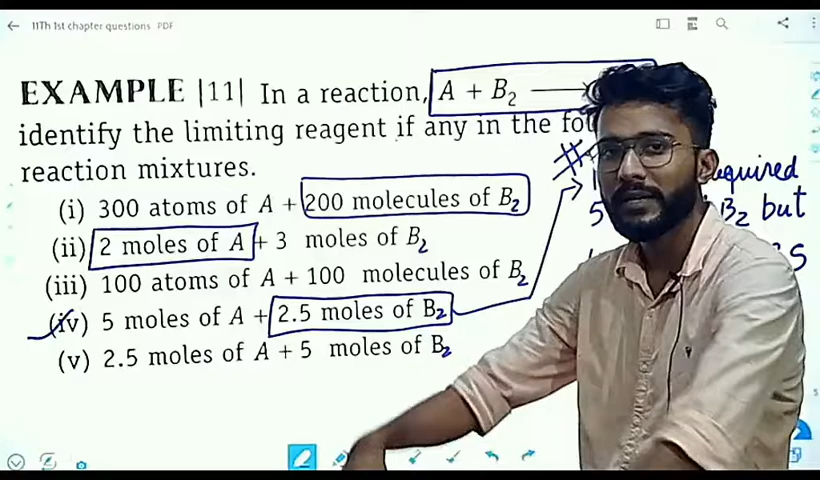 11Th 1st chapter questions PDF
EXAMPLE |11| In a reaction, A + B₂ ⟶
identify the limiting reagent if any in the
reaction mixtures.
(i) 300 atoms of A + 200 molecules of B₂
(ii) 2 moles of A + 3 moles of B₂
(iii) 100 atoms of A + 100 molecules of B₂
(iv) 5 moles of A + 2.5 moles of B₂
(v) 2.5 moles of A + 5 moles of B₂
5 B₂ but